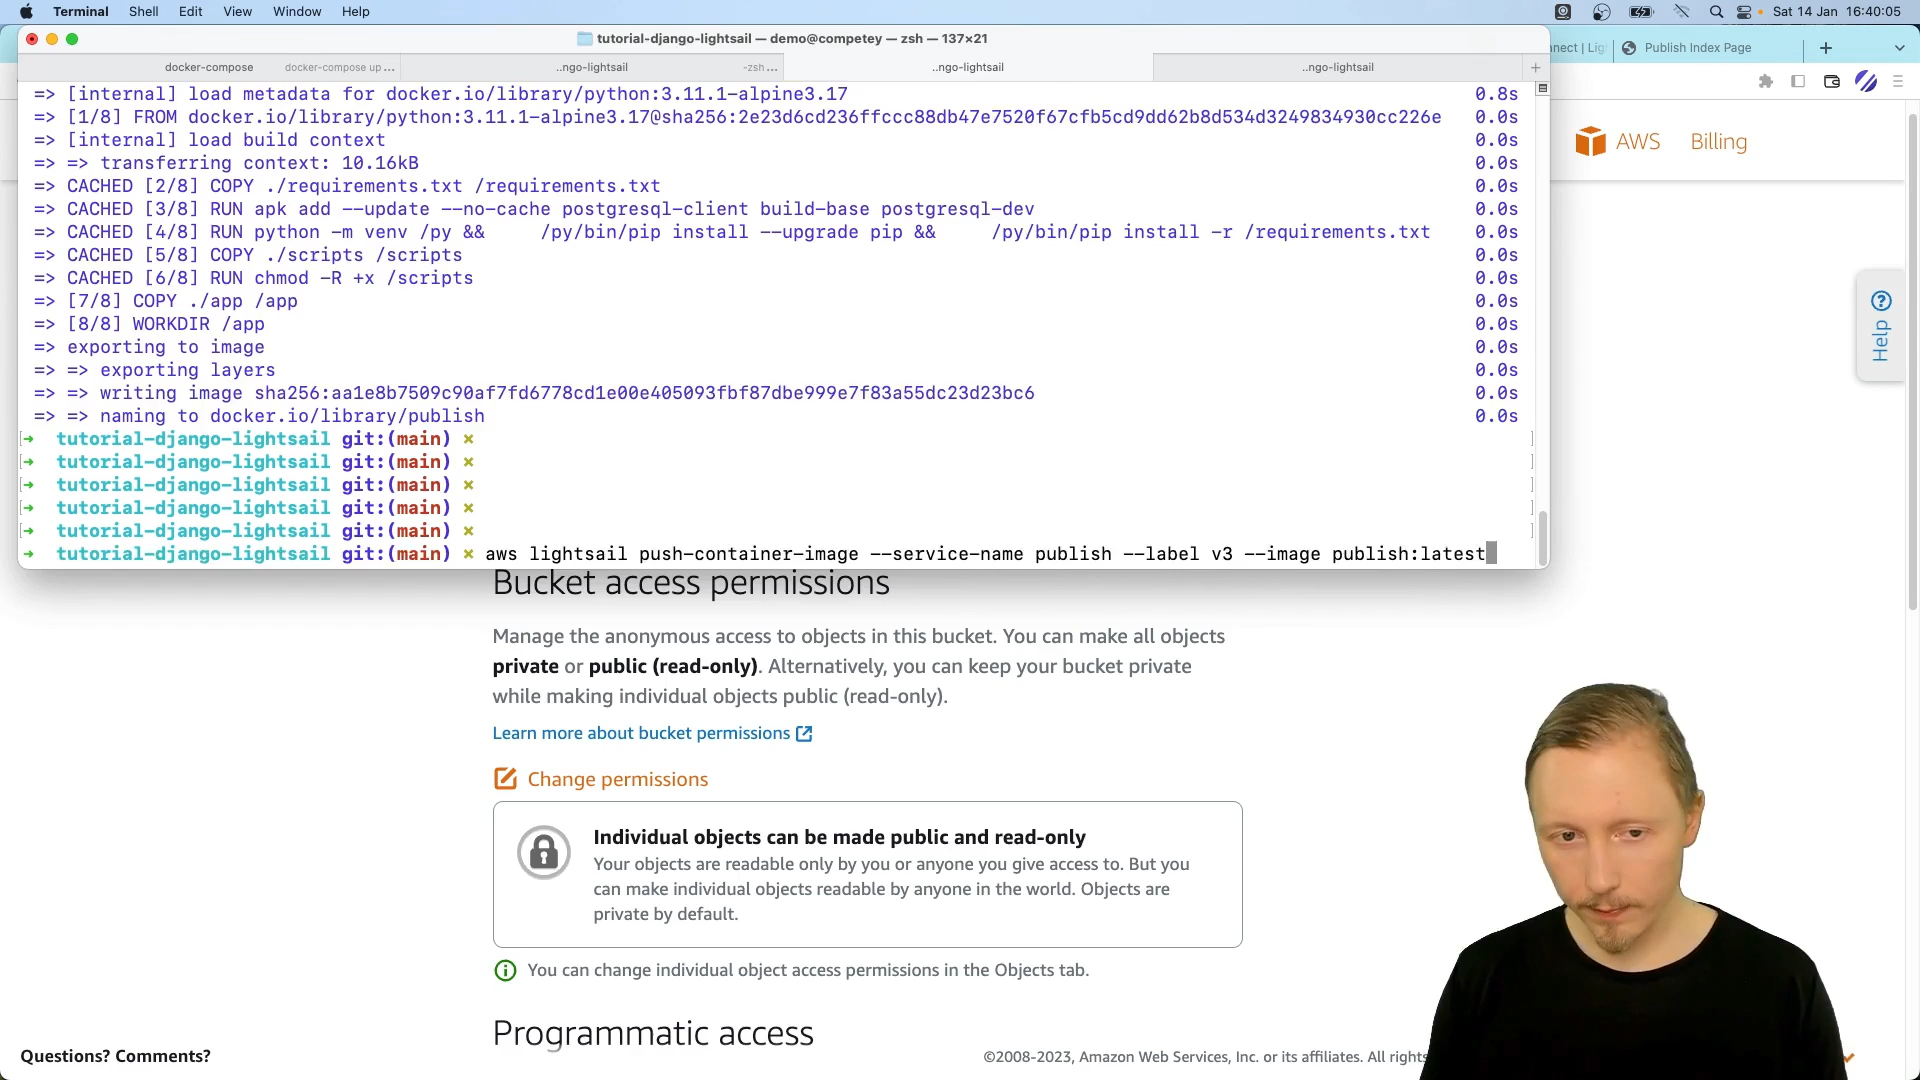 Terminal Shell Edit View Window Help Sat 14 Jan 16:40:05
tutorial-django-lightsail — demo@competey — zsh — 137×21
nnect | Lig Publish Index Page
docker-compose docker-compose up ... ..ngo-lightsail -zsh ... ..ngo-lightsail ..ngo-lightsail
=> [internal] load metadata for docker.io/library/python:3.11.1-alpine3.17 0.8s
=> [1/8] FROM docker.io/library/python:3.11.1-alpine3.17@sha256:2e23d6cd236ffccc88db47e7520f67cfb5cd9dd62b8d534d3249834930cc226e 0.0s
=> [internal] load build context 0.0s
=> => transferring context: 10.16kB 0.0s
=> CACHED [2/8] COPY ./requirements.txt /requirements.txt 0.0s
=> CACHED [3/8] RUN apk add --update --no-cache postgresql-client build-base postgresql-dev 0.0s
=> CACHED [4/8] RUN python -m venv /py && /py/bin/pip install --upgrade pip && /py/bin/pip install -r /requirements.txt 0.0s
=> CACHED [5/8] COPY ./scripts /scripts 0.0s
=> CACHED [6/8] RUN chmod -R +x /scripts 0.0s
=> [7/8] COPY ./app /app 0.0s
=> [8/8] WORKDIR /app 0.0s
=> exporting to image 0.0s
=> => exporting layers 0.0s
=> => writing image sha256:aa1e8b7509c90af7fd6778cd1e00e405093fbf87dbe999e7f83a55dc23d23bc6 0.0s
=> => naming to docker.io/library/publish 0.0s
→ tutorial-django-lightsail git:(main) ×
→ tutorial-django-lightsail git:(main) ×
→ tutorial-django-lightsail git:(main) ×
→ tutorial-django-lightsail git:(main) ×
→ tutorial-django-lightsail git:(main) ×
→ tutorial-django-lightsail git:(main) × aws lightsail push-container-image --service-name publish --label v3 --image publish:latest
AWS Billing
Help
Bucket access permissions
Manage the anonymous access to objects in this bucket. You can make all objects
private or public (read-only). Alternatively, you can keep your bucket private
while making individual objects public (read-only).
Learn more about bucket permissions
Change permissions
Individual objects can be made public and read-only
Your objects are readable only by you or anyone you give access to. But you
can make individual objects readable by anyone in the world. Objects are
private by default.
You can change individual object access permissions in the Objects tab.
Programmatic access
Questions? Comments? ©2008-2023, Amazon Web Services, Inc. or its affiliates. All rights